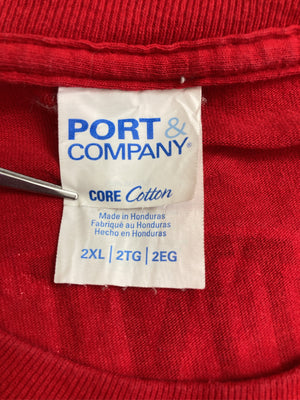 PORT &
COMPANY®
CORE Cotton
Made in Honduras
Fabriqué au Honduras
Hecho en Honduras
2XL | 2TG | 2EG